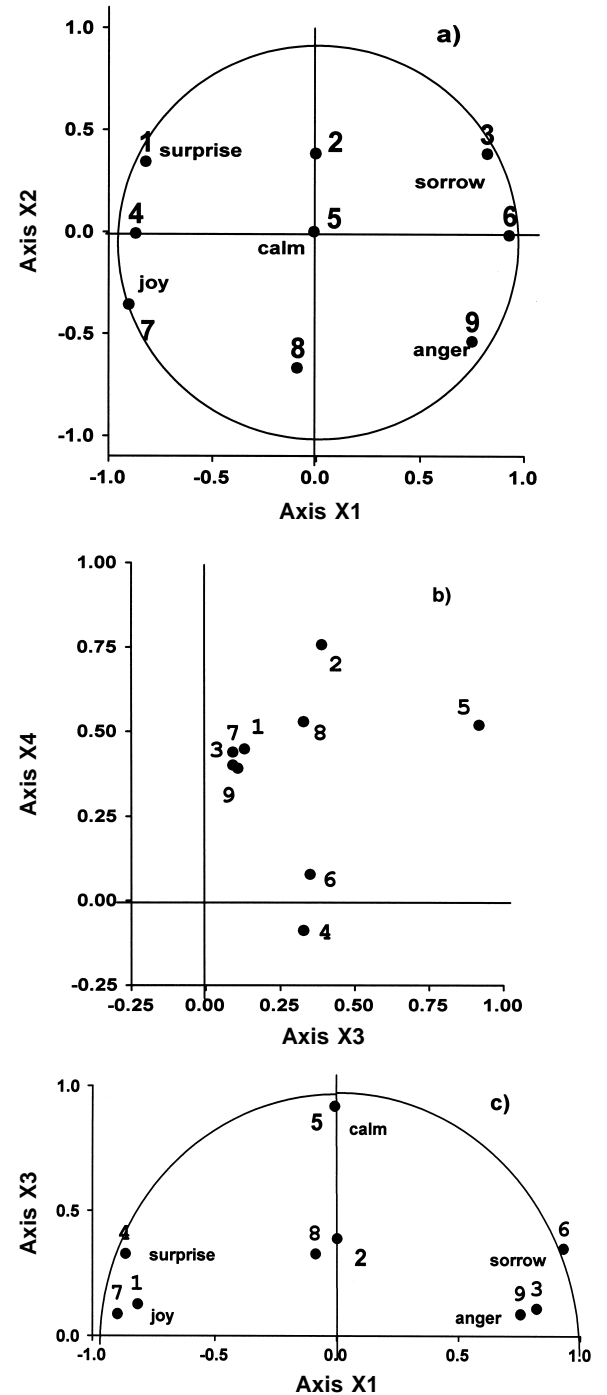 a)
1.0
0.5
0.0
-0.5
-1.0
Axis X2
1
surprise
2
3
sorrow
4
5
calm
6
joy
7
8
9
anger
-1.0 -0.5 0.0 0.5 1.0
Axis X1
b)
1.00
0.75
0.50
0.25
0.00
-0.25
Axis X4
2
5
1
7
3
8
9
6
4
-0.25 0.00 0.25 0.50 0.75 1.00
Axis X3
c)
1.0
0.5
0.0
Axis X3
5
calm
4
surprise
8
2
6
sorrow
7 1
joy
9 3
anger
-1.0 -0.5 0.0 0.5 1.0
Axis X1